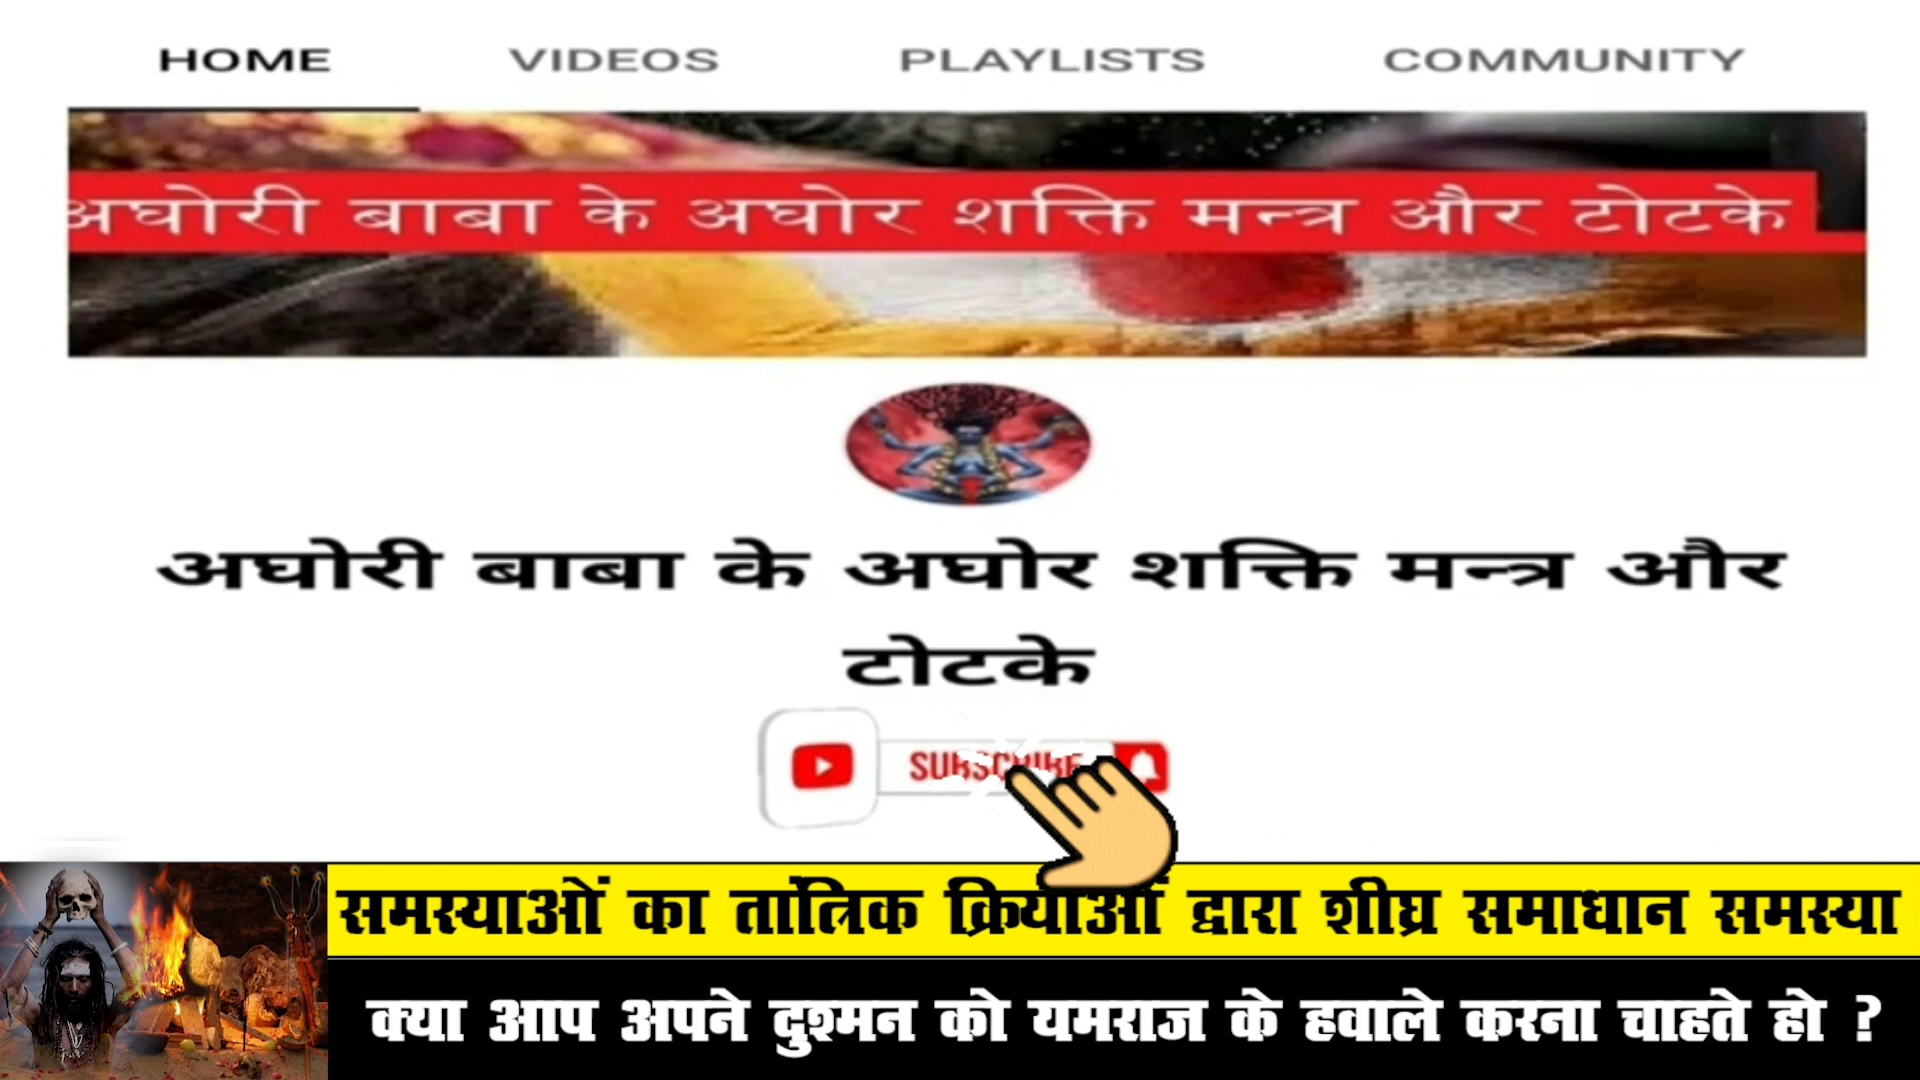 HOME VIDEOS PLAYLISTS COMMUNITY
अघोरी बाबा के अघोर शक्ति मन्त्र और टोटके
अघोरी बाबा के अघोर शक्ति मन्त्र और
टोटके
SUBSCRIBE
समस्याओं का तांत्रिक क्रियाओं द्वारा शीघ्र समाधान समस्या
क्या आप अपने दुश्मन को यमराज के हवाले करना चाहते हो ?